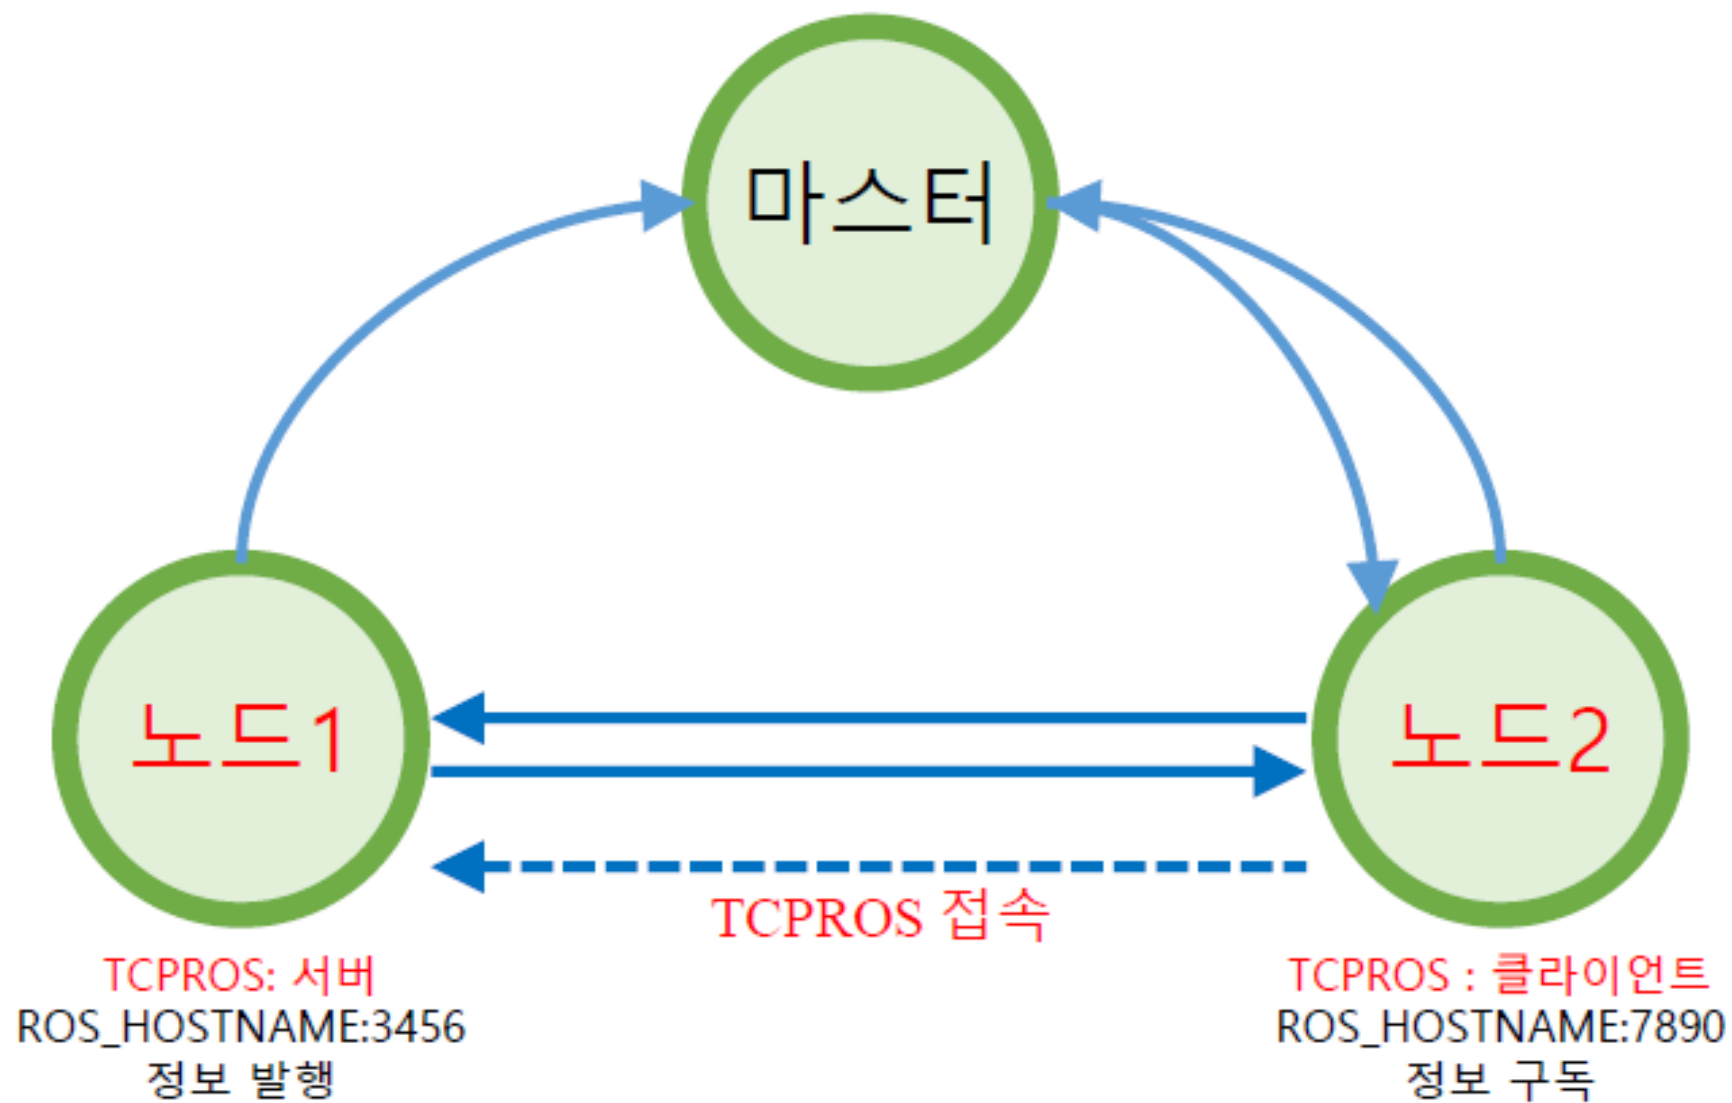 마스터
노드1
노드2
TCPROS 접속
TCPROS: 서버
ROS_HOSTNAME:3456
정보 발행
TCPROS : 클라이언트
ROS_HOSTNAME:7890
정보 구독